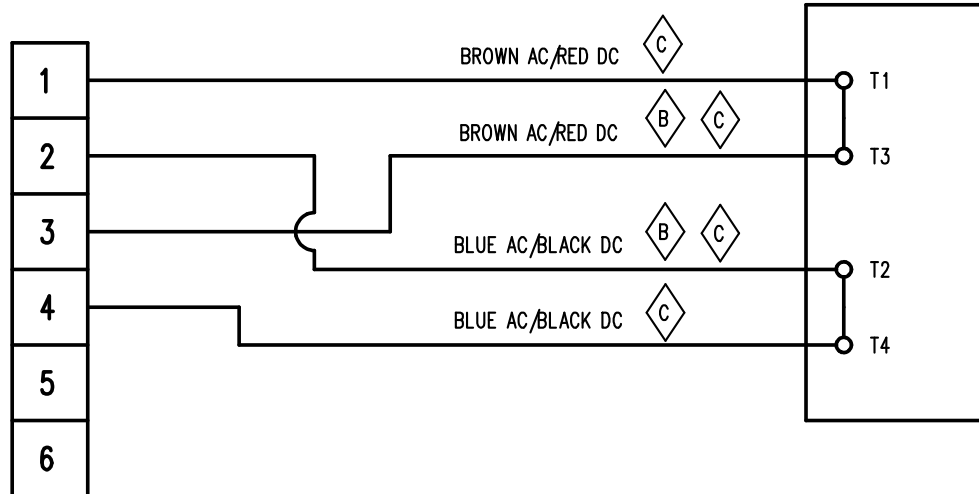 BROWN AC/RED DC C
1 T1
BROWN AC/RED DC B C
2 T3
3
BLUE AC/BLACK DC B C
T2
4
BLUE AC/BLACK DC C
T4
5
6